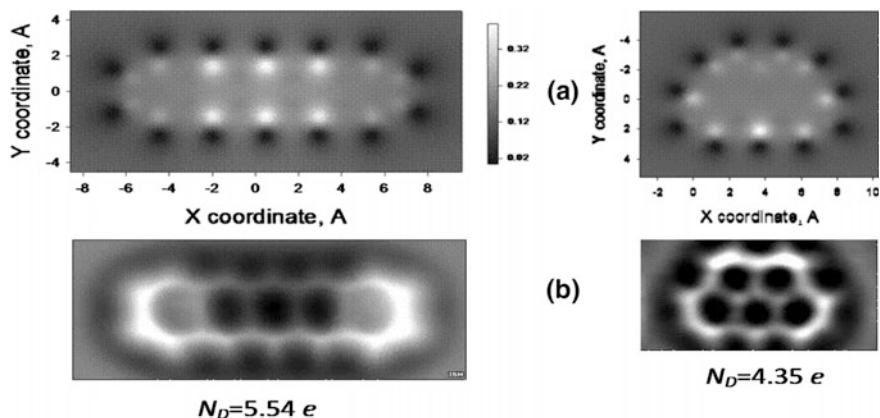 4
2
0
-2
-4
Y coordinate, A
-8 -6 -4 -2 0 2 4 6 8
X coordinate, A
0.32
0.22
0.12
0.02
(a)
-4
-2
0
2
4
Y coordinate, A
-2 0 2 4 6 8 10
X coordinate, A
(b)
N_D=5.54 e
N_D=4.35 e